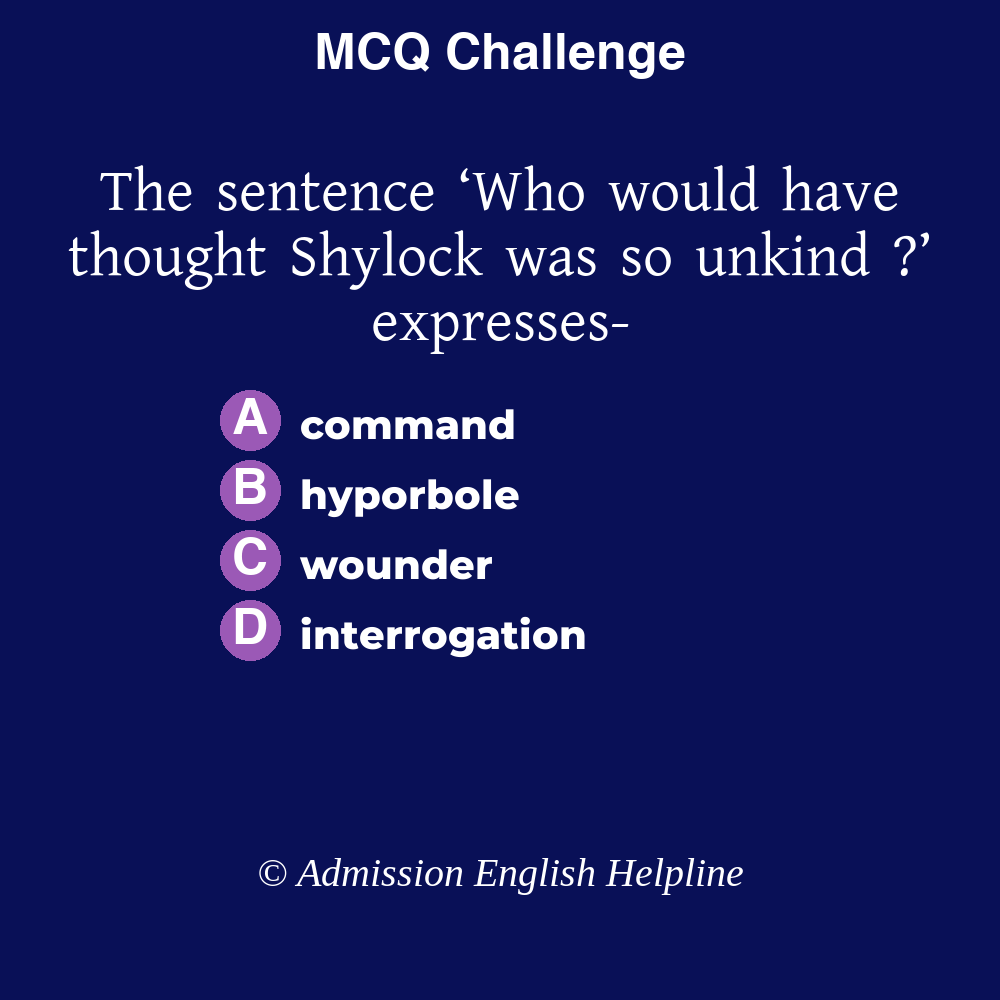 MCQ Challenge
The sentence ‘Who would have
thought Shylock was so unkind ?’
expresses-
A command
B hyporbole
C wounder
D interrogation
© Admission English Helpline